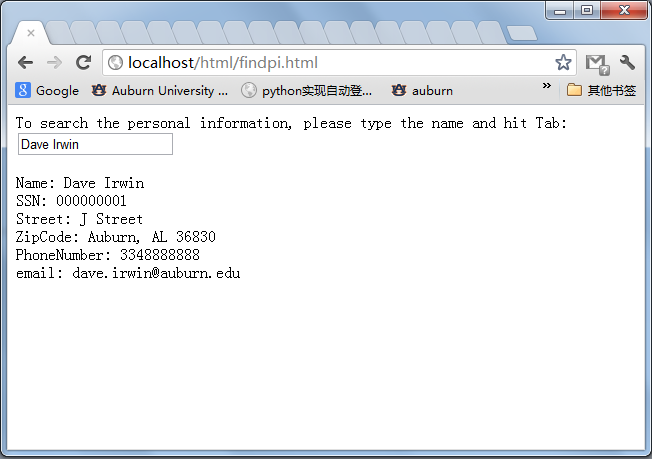 localhost/html/findpi.html
Google
Auburn University ...
python实现自动登...
auburn
»
其他书签
To search the personal information, please type the name and hit Tab:
Dave Irwin
Name: Dave Irwin
SSN: 000000001
Street: J Street
ZipCode: Auburn, AL 36830
PhoneNumber: 3348888888
email: dave.irwin@auburn.edu